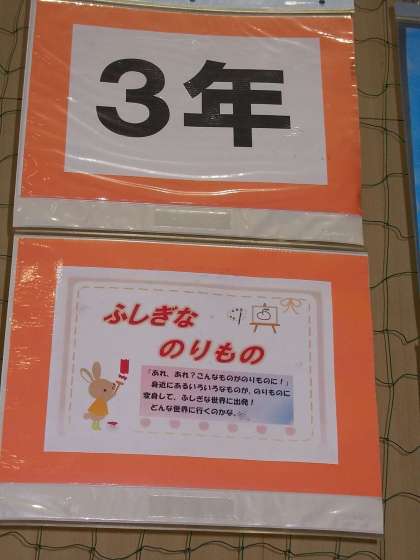 3年
ふしぎな
のりもの
「あれ、あれ？こんなものがのりものに！」
身近にあるいろいろなものが、のりものに
変身して、ふしぎな世界に出発！
どんな世界に行くのかな。